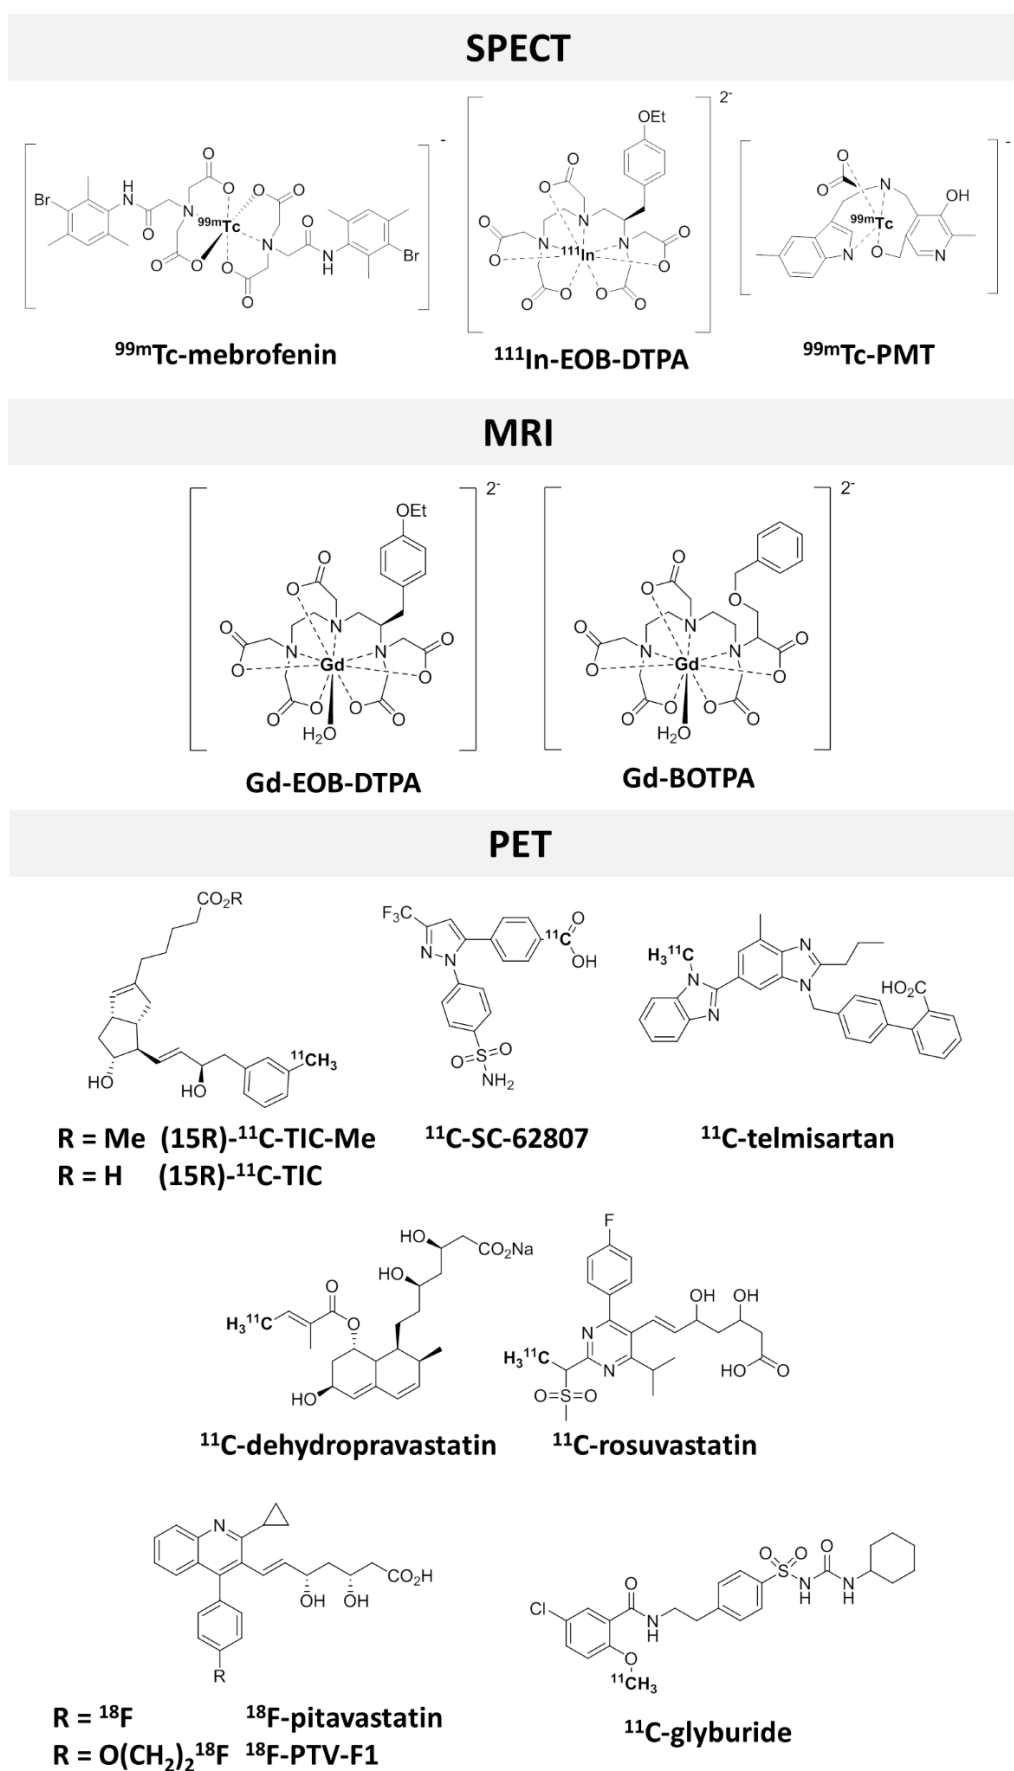 SPECT
[ ]- [ ]2- [ ]-
Br H N O O O O O N 99mTc N O O O O O N H Br
OEt O O N O O N 111In N O O O O O O
O O N 99mTc OH O N N
99mTc-mebrofenin 111In-EOB-DTPA 99mTc-PMT
MRI
2- 2-
OEt O O N O O N Gd N O O O O O O H2O
O O O N O O N Gd N O O O O O O H2O
Gd-EOB-DTPA Gd-BOTPA
PET
CO2R HO HO 11CH3
F3C N N 11C O OH O S O NH2
H311C N N N N HO2C
R = Me (15R)-11C-TIC-Me 11C-SC-62807 11C-telmisartan
R = H (15R)-11C-TIC
HO CO2Na HO O H311C O HO
F OH OH N H311C N HO O O=S=O
11C-dehydropravastatin 11C-rosuvastatin
N CO2H OH OH R
Cl O N H O O S N H O N H O 11CH3
R = 18F 18F-pitavastatin 11C-glyburide
R = O(CH2)218F 18F-PTV-F1